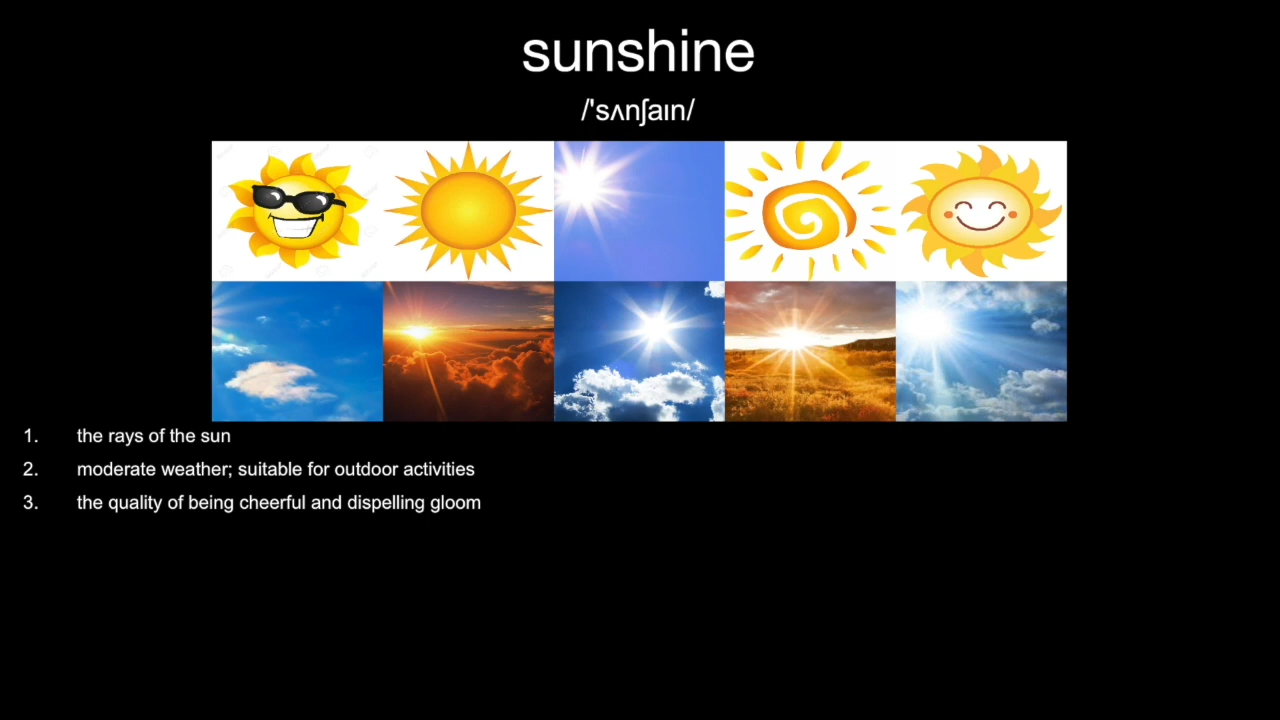 sunshine
/'sʌnʃaɪn/
1. the rays of the sun
2. moderate weather; suitable for outdoor activities
3. the quality of being cheerful and dispelling gloom